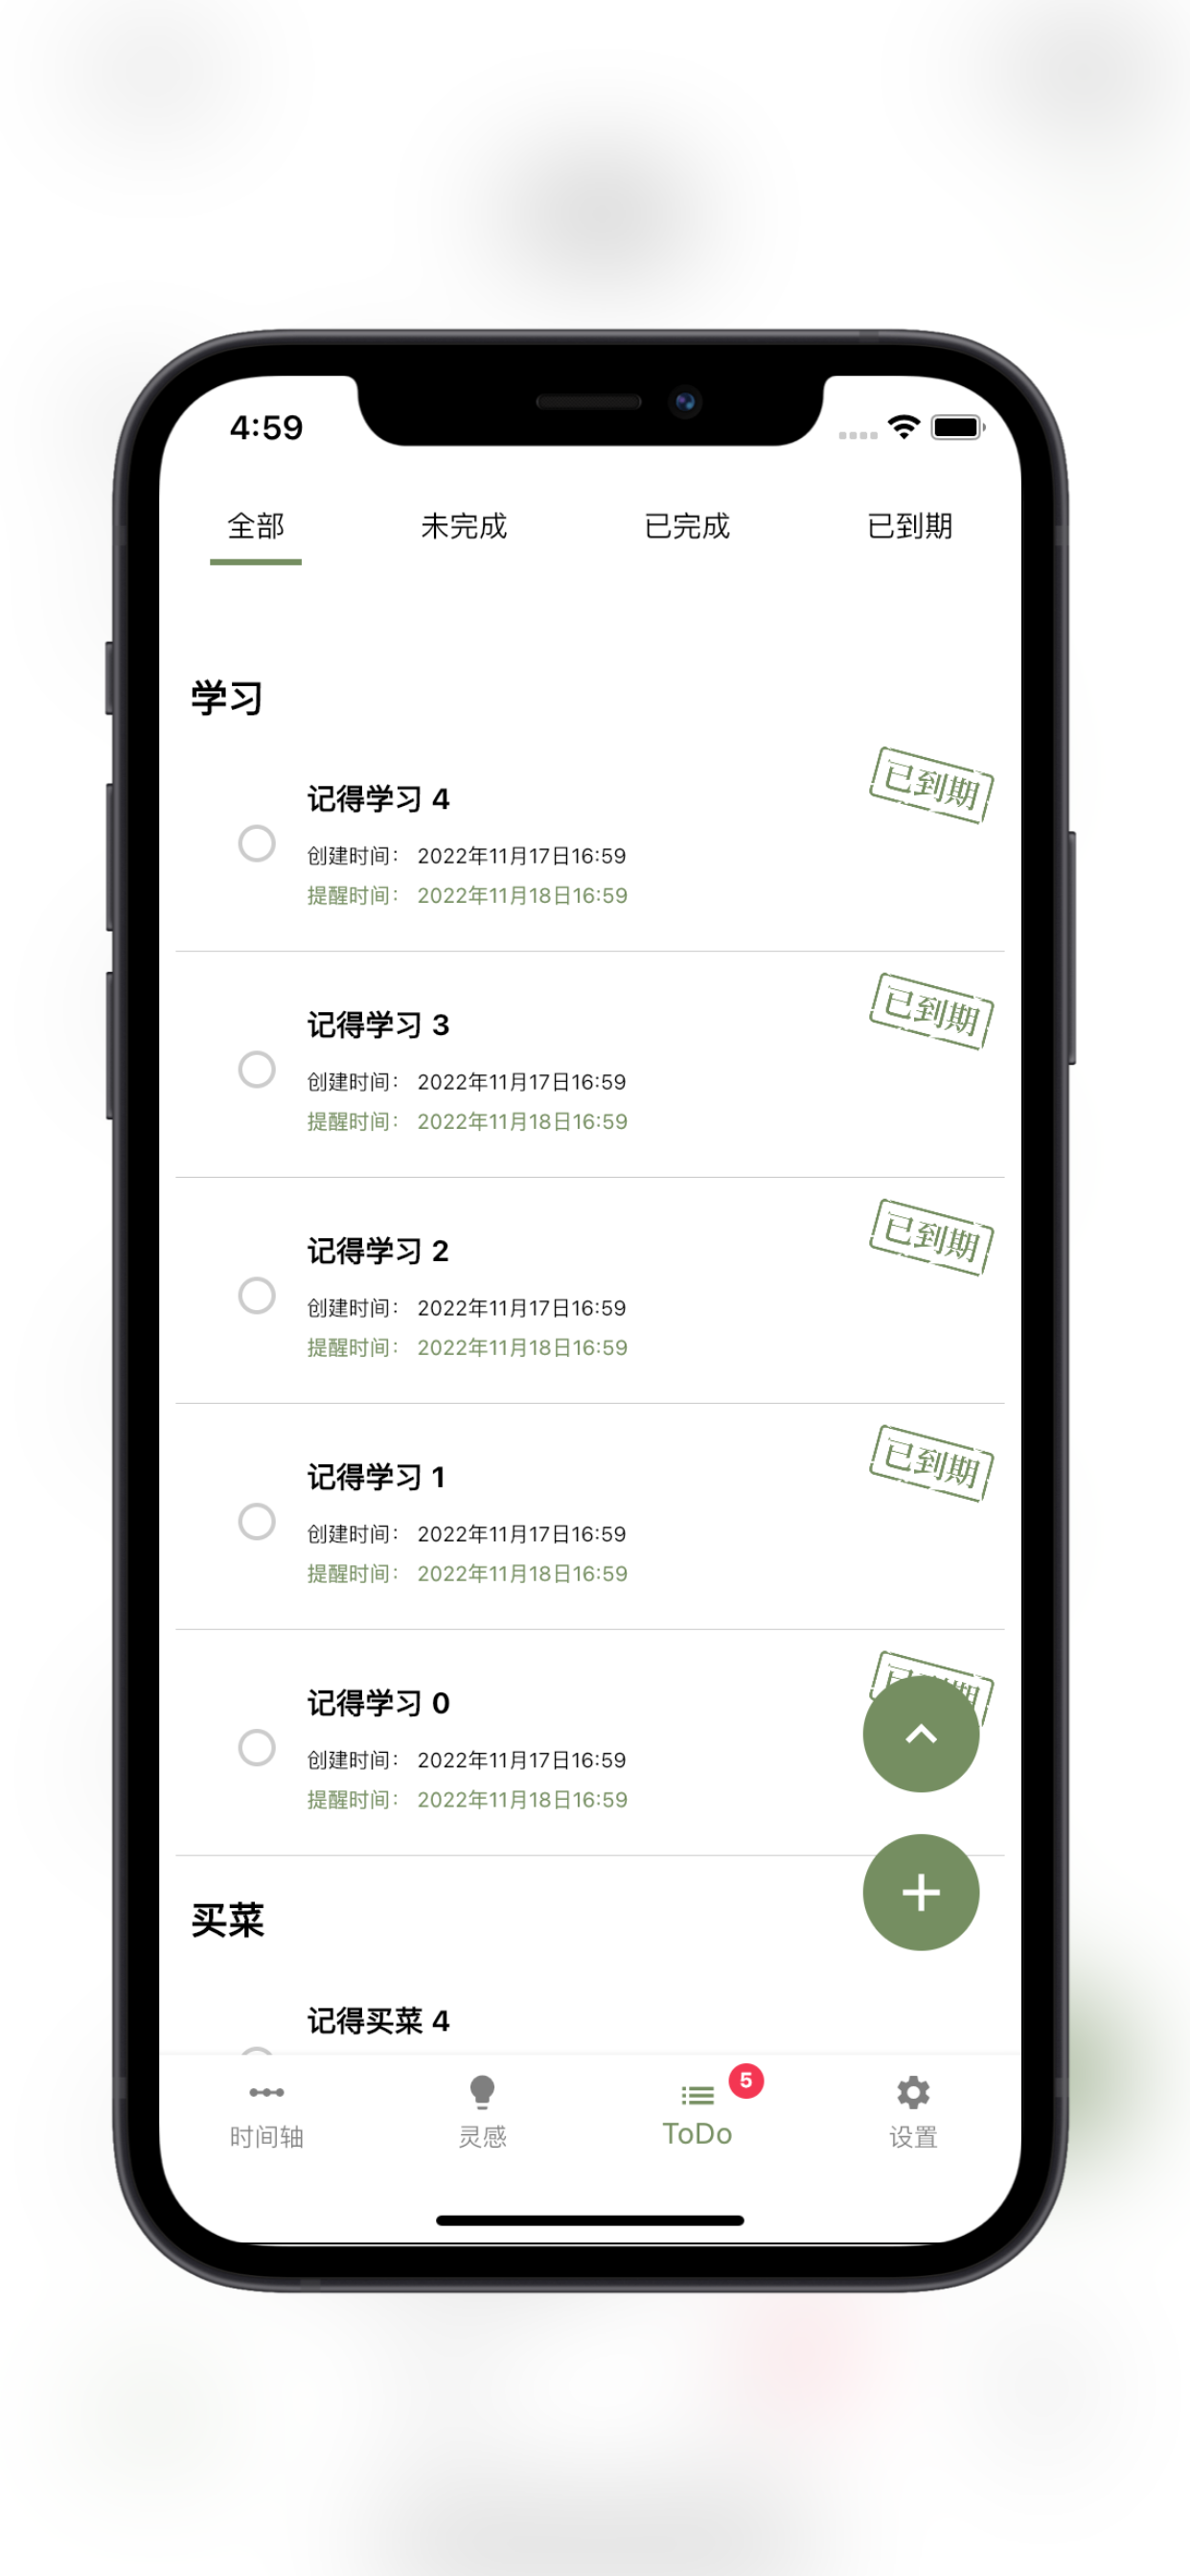 4:59
全部 未完成 已完成 已到期
学习
已到期
记得学习 4
创建时间： 2022年11月17日16:59
提醒时间： 2022年11月18日16:59
已到期
记得学习 3
创建时间： 2022年11月17日16:59
提醒时间： 2022年11月18日16:59
已到期
记得学习 2
创建时间： 2022年11月17日16:59
提醒时间： 2022年11月18日16:59
已到期
记得学习 1
创建时间： 2022年11月17日16:59
提醒时间： 2022年11月18日16:59
已到期
记得学习 0
创建时间： 2022年11月17日16:59
提醒时间： 2022年11月18日16:59
买菜
记得买菜 4
5
时间轴 灵感 ToDo 设置